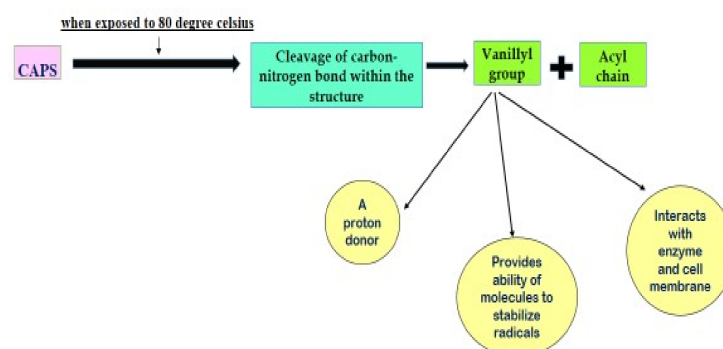 when exposed to 80 degree celsius
CAPS
Cleavage of carbon-
nitrogen bond within the
structure
Vanillyl
group
Acyl
chain
A
proton
donor
Provides
ability of
molecules to
stabilize
radicals
Interacts
with
enzyme
and cell
membrane